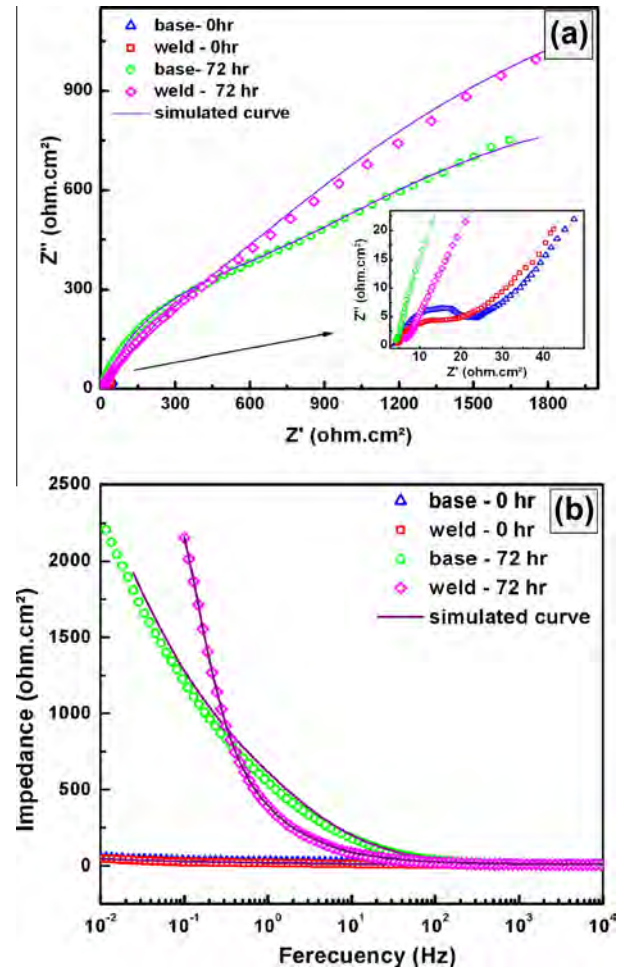 (a)
base- 0hr
weld - 0hr
base- 72 hr
weld - 72 hr
simulated curve
Z'' (ohm.cm²)
900
600
300
0
0 300 600 900 1200 1500 1800
Z' (ohm.cm²)
Z'' (ohm.cm²)
20
15
10
5
0
10 20 30 40
Z' (ohm.cm²)
(b)
base - 0 hr
weld - 0 hr
base - 72 hr
weld - 72 hr
simulated curve
Impedance (ohm.cm²)
2500
2000
1500
1000
500
0
10⁻² 10⁻¹ 10⁰ 10¹ 10² 10³ 10⁴
Ferecuency (Hz)